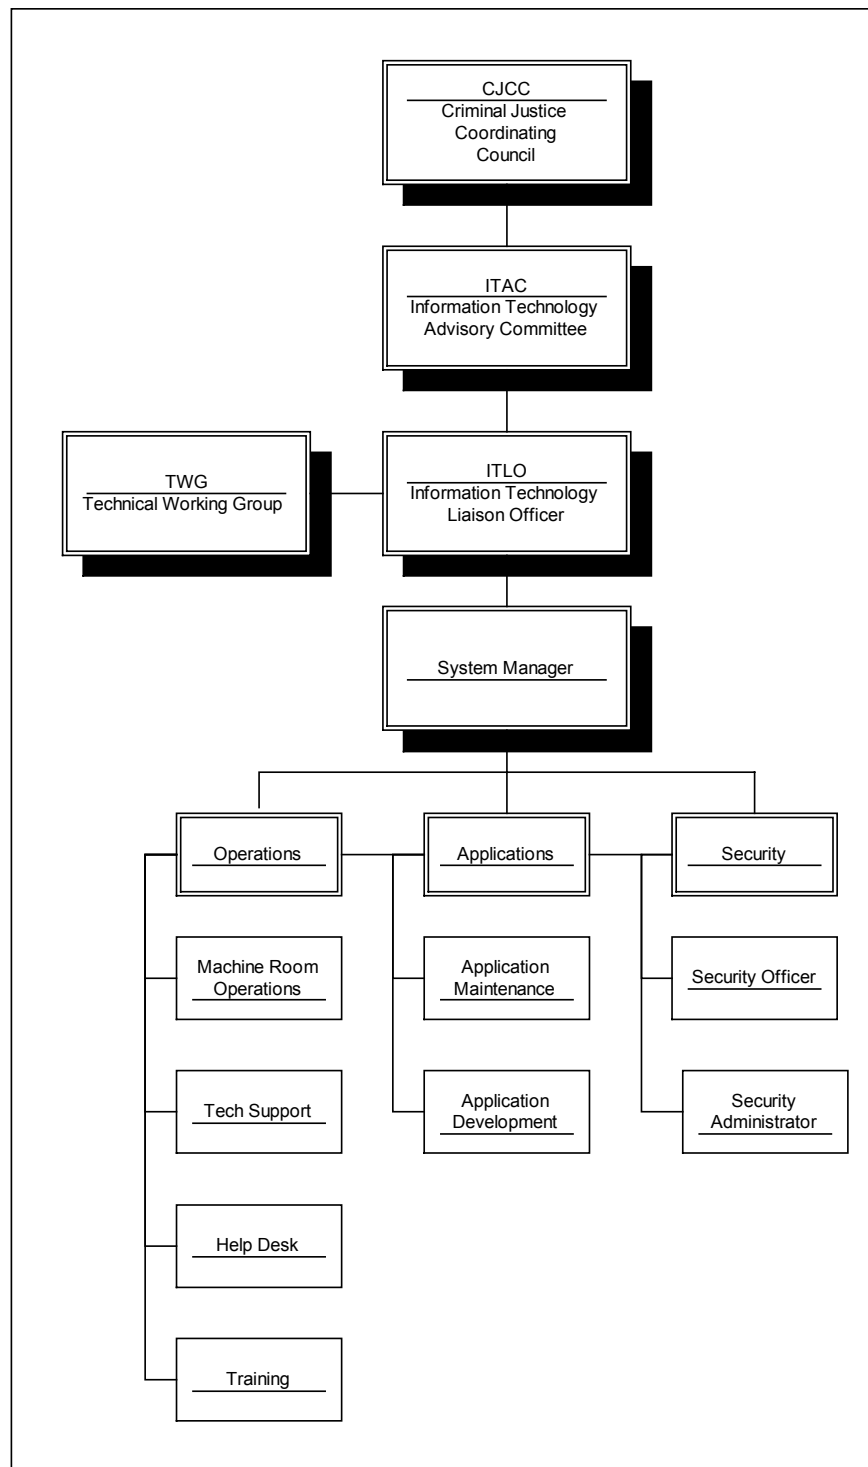 CJCC
Criminal Justice
Coordinating
Council
ITAC
Information Technology
Advisory Committee
TWG
Technical Working Group
ITLO
Information Technology
Liaison Officer
System Manager
Operations
Applications
Security
Machine Room
Operations
Application
Maintenance
Security Officer
Tech Support
Application
Development
Security
Administrator
Help Desk
Training